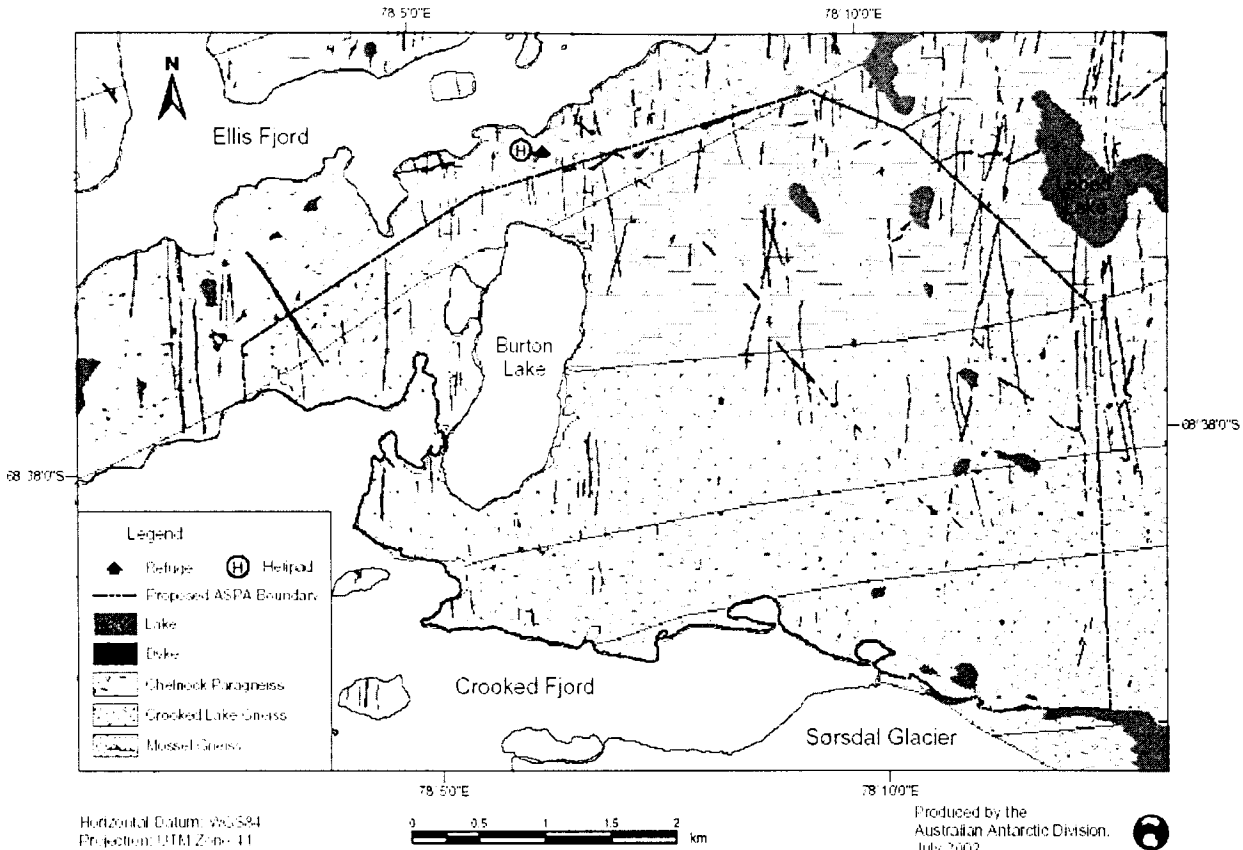 78°5'0"E
78°10'0"E
N
Ellis Fjord
H
Burton
Lake
68°38'0"S
68°38'0"S
Legend
Refuge
H
Helipad
Proposed ASPA Boundary
Lake
Dyke
Chelnock Paragneiss
Crooked Lake Gneiss
Mossel Gneiss
Crooked Fjord
Sørsdal Glacier
78°5'0"E
78°10'0"E
Horizontal Datum: WGS84
Projection: UTM Zone
0 0.5 1 1.5 2
km
Produced by the
Australian Antarctic Division.
July 2002